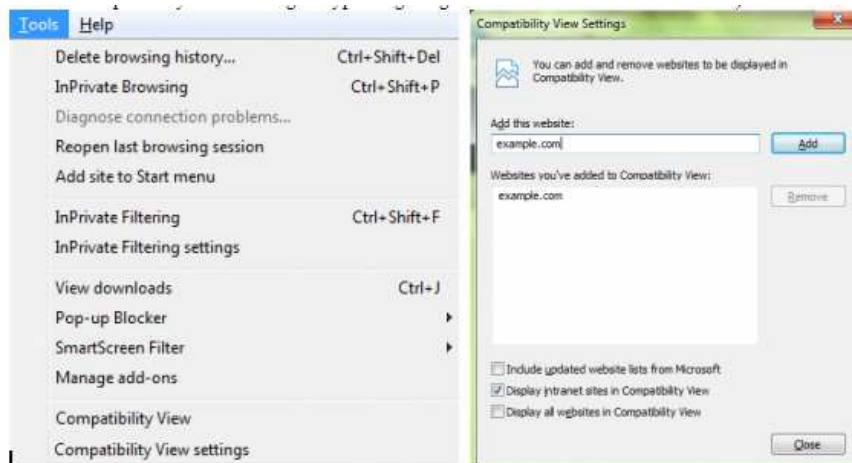 Tools Help
Delete browsing history... Ctrl+Shift+Del
InPrivate Browsing Ctrl+Shift+P
Diagnose connection problems...
Reopen last browsing session
Add site to Start menu
InPrivate Filtering Ctrl+Shift+F
InPrivate Filtering settings
View downloads Ctrl+J
Pop-up Blocker
SmartScreen Filter
Manage add-ons
Compatibility View
Compatibility View settings
Compatibility View Settings
You can add and remove websites to be displayed in
Compatibility View.
Add this website:
example.com
Add
Websites you've added to Compatibility View:
example.com
Remove
Include updated website lists from Microsoft
Display intranet sites in Compatibility View
Display all websites in Compatibility View
Close